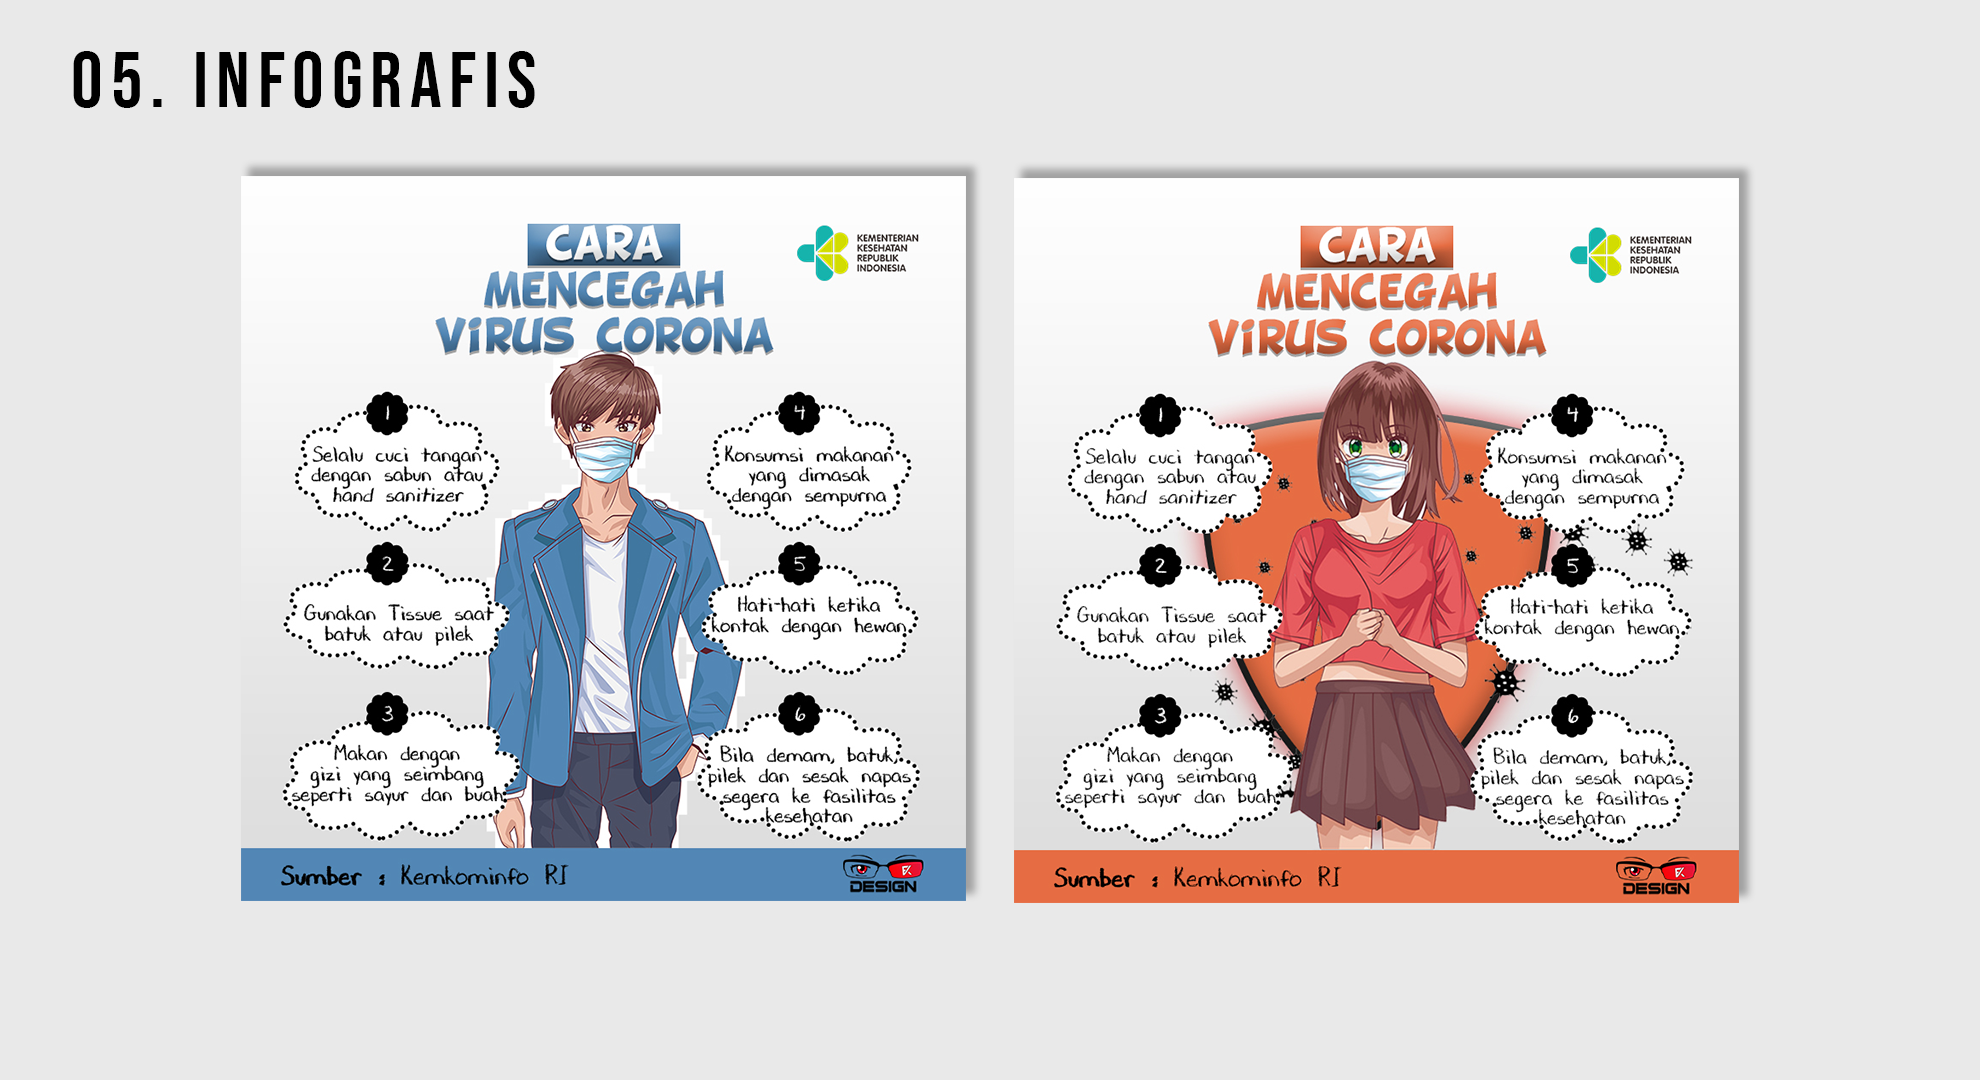 05. INFOGRAFIS
CARA
MENCEGAH
ViRUS CORONA
KEMENTERIAN
KESEHATAN
REPUBLIK
INDONESIA
1
Selalu cuci tangan
dengan sabun atau
hand sanitizer
2
Gunakan Tissue saat
batuk atau pilek
3
Makan dengan
gizi yang seimbang
seperti sayur dan buah
4
Konsumsi makanan
yang dimasak
dengan sempurna
5
Hati-hati ketika
kontak dengan hewan
6
Bila demam, batuk,
pilek dan sesak napas
segera ke fasilitas
kesehatan
Sumber : Kemkominfo RI
DESIGN
CARA
MENCEGAH
ViRUS CORONA
KEMENTERIAN
KESEHATAN
REPUBLIK
INDONESIA
1
Selalu cuci tangan
dengan sabun atau
hand sanitizer
2
Gunakan Tissue saat
batuk atau pilek
3
Makan dengan
gizi yang seimbang
seperti sayur dan buah
4
Konsumsi makanan
yang dimasak
dengan sempurna
5
Hati-hati ketika
kontak dengan hewan
6
Bila demam, batuk,
pilek dan sesak napas
segera ke fasilitas
kesehatan
Sumber : Kemkominfo RI
DESIGN